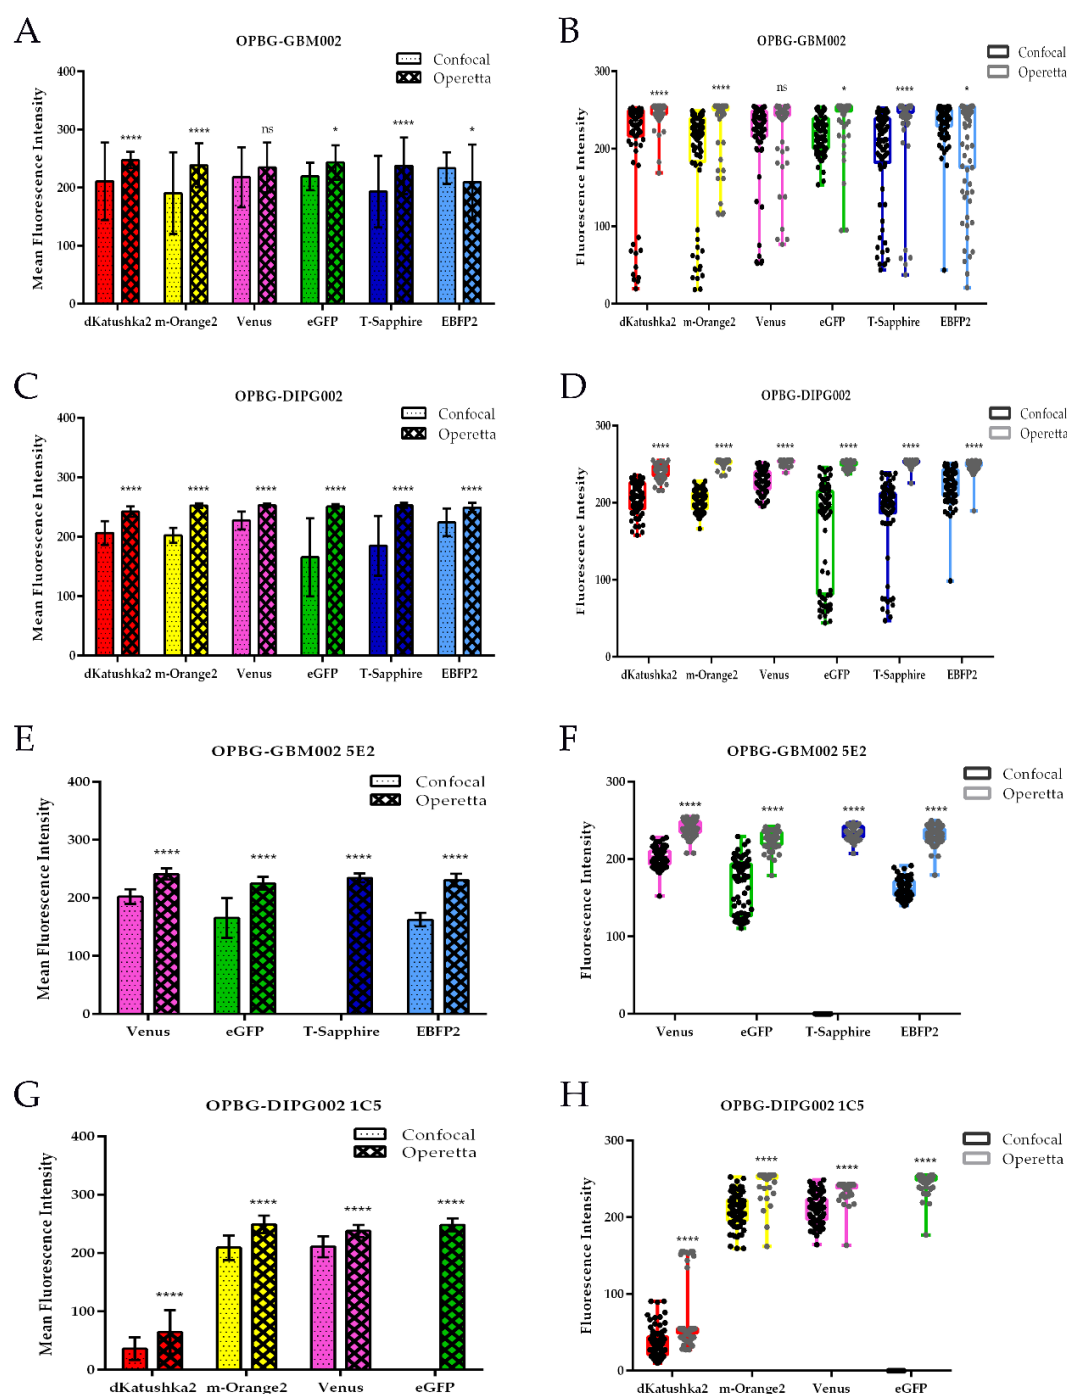 A
OPBG-GBM002
Confocal
Operetta
Mean Fluorescence Intensity
400
300
200
100
0
**** **** ns * **** *
dKatushka2 m-Orange2 Venus eGFP T-Sapphire EBFP2
B
OPBG-GBM002
Confocal
Operetta
Fluorescence Intensity
300
200
100
0
**** **** ns * **** *
dKatushka2 m-Orange2 Venus eGFP T-Sapphire EBFP2
C
OPBG-DIPG002
Confocal
Operetta
Mean Fluorescence Intensity
400
300
200
100
0
**** **** **** **** **** ****
dKatushka2 m-Orange2 Venus eGFP T-Sapphire EBFP2
D
OPBG-DIPG002
Confocal
Operetta
Fluorescence Intesity
300
200
100
0
**** **** **** **** **** ****
dKatushka2 m-Orange2 Venus eGFP T-Sapphire EBFP2
E
OPBG-GBM002 5E2
Confocal
Operetta
Mean Fluorescence Intensity
400
300
200
100
0
**** **** **** ****
Venus eGFP T-Sapphire EBFP2
F
OPBG-GBM002 5E2
Confocal
Operetta
Fluorescence Intensity
300
200
100
0
**** **** **** ****
Venus eGFP T-Sapphire EBFP2
G
OPBG-DIPG002 1C5
Confocal
Operetta
Mean Fluorescence Intensity
400
300
200
100
0
**** **** **** ****
dKatushka2 m-Orange2 Venus eGFP
H
OPBG-DIPG002 1C5
Confocal
Operetta
Fluorescence Intensity
300
200
100
0
**** **** **** ****
dKatushka2 m-Orange2 Venus eGFP